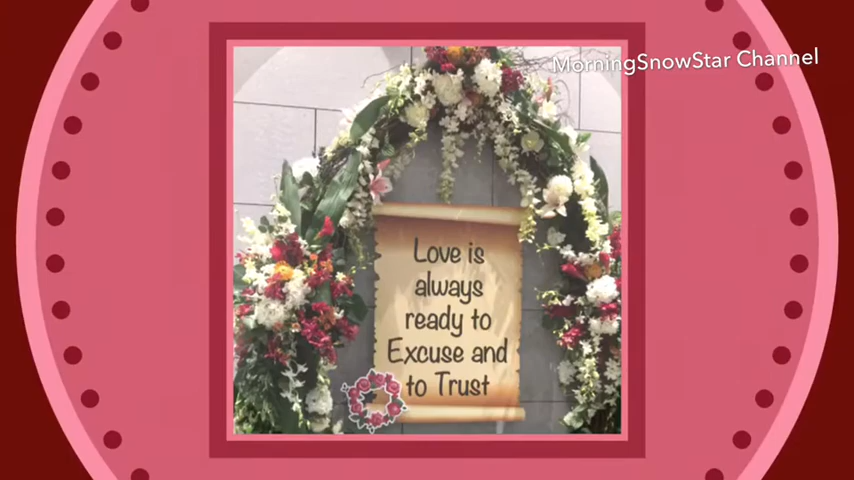 MorningSnowStar Channel
Love is
always
ready to
Excuse and
to Trust